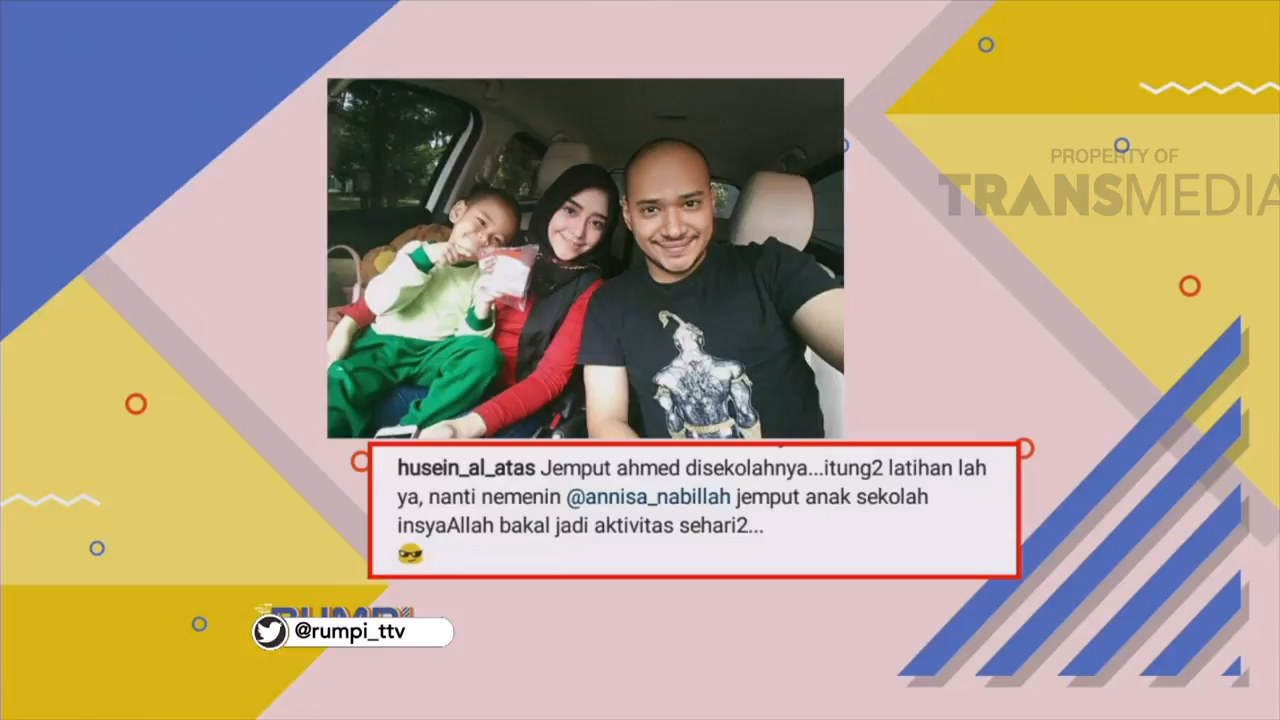 PROPERTY OF
TRANSMEDIA
husein_al_atas Jemput ahmed disekolahnya...itung2 latihan lah
ya, nanti nemenin @annisa_nabillah jemput anak sekolah
insyaAllah bakal jadi aktivitas sehari2...
RUMPI
@rumpi_ttv